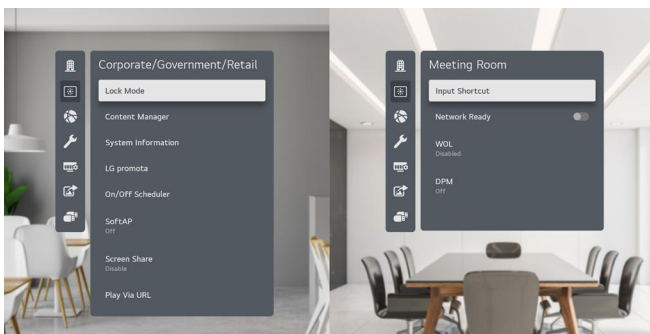 Corporate/Government/Retail
Lock Mode
Content Manager
System Information
LG promota
On/Off Scheduler
SoftAP
Off
Screen Share
Disable
Play Via URL
Meeting Room
Input Shortcut
Network Ready
WOL
Disabled
DPM
Off